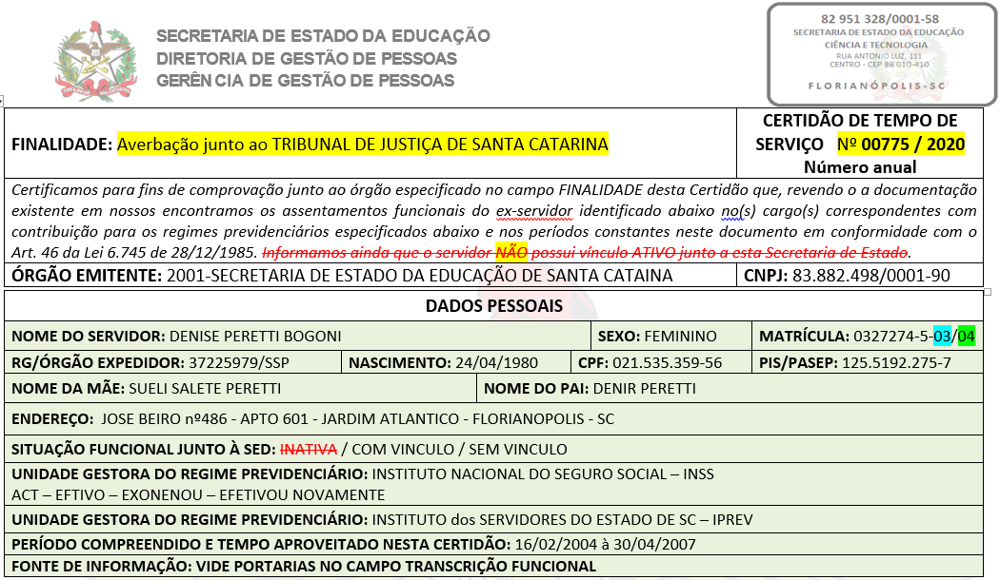 SECRETARIA DE ESTADO DA EDUCAÇÃO
DIRETORIA DE GESTÃO DE PESSOAS
GERÊNCIA DE GESTÃO DE PESSOAS
82 951 328/0001-58
SECRETARIA DE ESTADO DA EDUCAÇÃO
CIÊNCIA E TECNOLOGIA
RUA ANTONIO LUZ, 111
CENTRO - CEP 88 010-410
FLORIANÓPOLIS-SC
FINALIDADE: Averbação junto ao TRIBUNAL DE JUSTIÇA DE SANTA CATARINA
CERTIDÃO DE TEMPO DE
SERVIÇO Nº 00775 / 2020
Número anual
Certificamos para fins de comprovação junto ao órgão especificado no campo FINALIDADE desta Certidão que, revendo o a documentação
existente em nossos encontramos os assentamentos funcionais do ex-servidor identificado abaixo no(s) cargo(s) correspondentes com
contribuição para os regimes previdenciários especificados abaixo e nos períodos constantes neste documento em conformidade com o
Art. 46 da Lei 6.745 de 28/12/1985. Informamos ainda que o servidor NÃO possui vínculo ATIVO junto a esta Secretaria de Estado.
ÓRGÃO EMITENTE: 2001-SECRETARIA DE ESTADO DA EDUCAÇÃO DE SANTA CATAINA
CNPJ: 83.882.498/0001-90
DADOS PESSOAIS
NOME DO SERVIDOR: DENISE PERETTI BOGONI
SEXO: FEMININO
MATRÍCULA: 0327274-5-03/04
RG/ÓRGÃO EXPEDIDOR: 37225979/SSP
NASCIMENTO: 24/04/1980
CPF: 021.535.359-56
PIS/PASEP: 125.5192.275-7
NOME DA MÃE: SUELI SALETE PERETTI
NOME DO PAI: DENIR PERETTI
ENDEREÇO: JOSE BEIRO nº486 - APTO 601 - JARDIM ATLANTICO - FLORIANOPOLIS - SC
SITUAÇÃO FUNCIONAL JUNTO À SED: INATIVA / COM VINCULO / SEM VINCULO
UNIDADE GESTORA DO REGIME PREVIDENCIÁRIO: INSTITUTO NACIONAL DO SEGURO SOCIAL – INSS
ACT – EFTIVO – EXONENOU – EFETIVOU NOVAMENTE
UNIDADE GESTORA DO REGIME PREVIDENCIÁRIO: INSTITUTO dos SERVIDORES DO ESTADO DE SC – IPREV
PERÍODO COMPREENDIDO E TEMPO APROVEITADO NESTA CERTIDÃO: 16/02/2004 à 30/04/2007
FONTE DE INFORMAÇÃO: VIDE PORTARIAS NO CAMPO TRANSCRIÇÃO FUNCIONAL